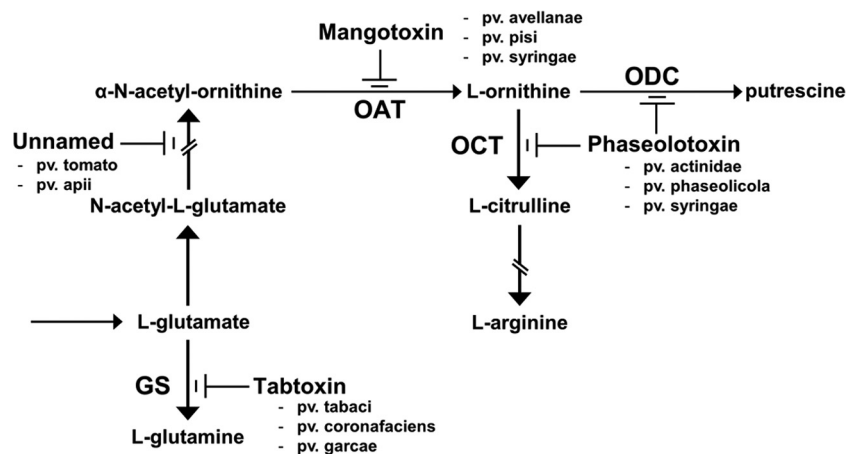 Mangotoxin
- pv. avellanae
- pv. pisi
- pv. syringae
α-N-acetyl-ornithine
OAT
L-ornithine
ODC
putrescine
Unnamed
- pv. tomato
- pv. apii
OCT
Phaseolotoxin
- pv. actinidae
- pv. phaseolicola
- pv. syringae
N-acetyl-L-glutamate
L-citrulline
L-glutamate
L-arginine
GS
Tabtoxin
- pv. tabaci
- pv. coronafaciens
- pv. garcae
L-glutamine